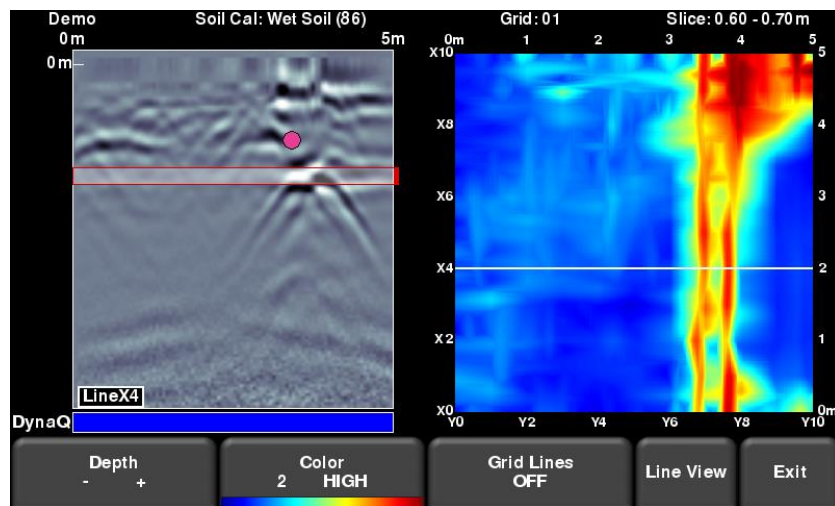 Demo Soil Cal: Wet Soil (86) Grid: 01 Slice: 0.60 - 0.70 m
0 m 5m 0m 1 2 3 4 5
0 m
X10 5
X8 4
X6 3
X4 2
X2 1
X0 0m
LineX4
Y0 Y2 Y4 Y6 Y8 Y10
DynaQ
Depth
- +
Color
2 HIGH
Grid Lines
OFF
Line View
Exit